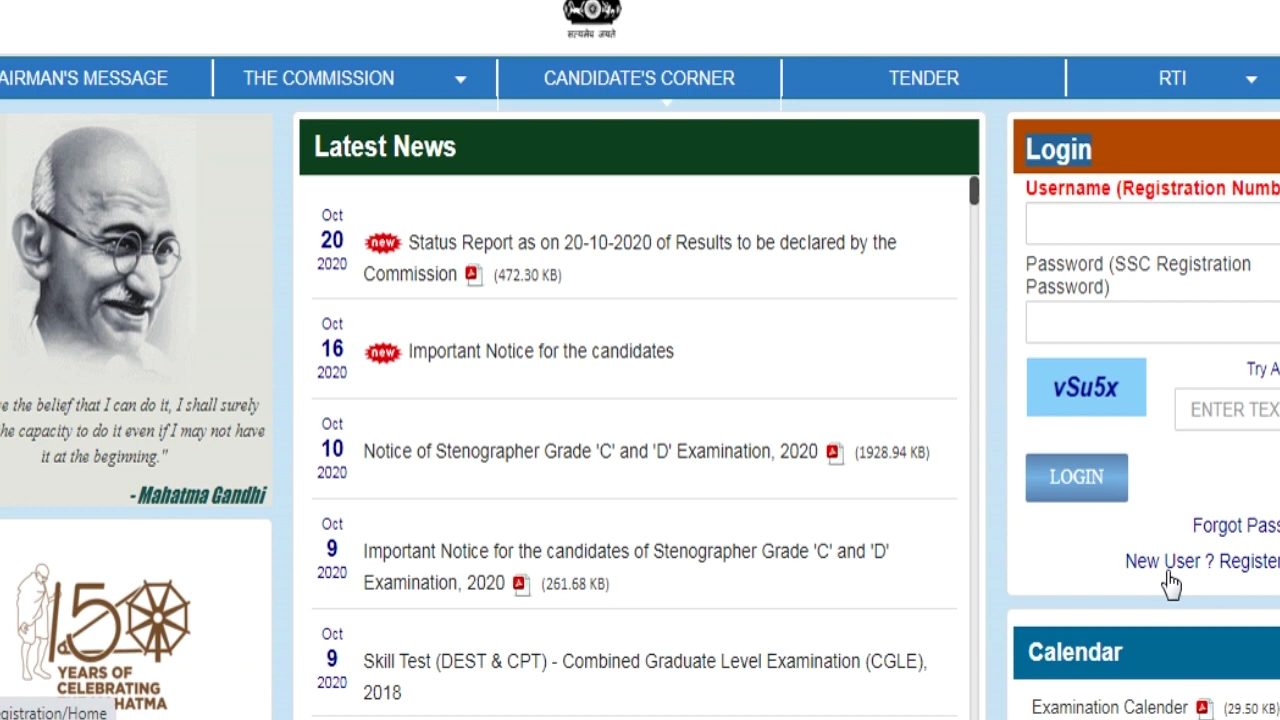 सत्यमेव जयते
AIRMAN'S MESSAGE
THE COMMISSION
CANDIDATE'S CORNER
TENDER
RTI
e the belief that I can do it, I shall surely
he capacity to do it even if I may not have
it at the beginning."
- Mahatma Gandhi
150
YEARS OF
CELEBRATING
HATMA
egistration/Home
Latest News
Oct
20
2020
new Status Report as on 20-10-2020 of Results to be declared by the
Commission (472.30 KB)
Oct
16
2020
new Important Notice for the candidates
Oct
10
2020
Notice of Stenographer Grade 'C' and 'D' Examination, 2020 (1928.94 KB)
Oct
9
2020
Important Notice for the candidates of Stenographer Grade 'C' and 'D'
Examination, 2020 (261.68 KB)
Oct
9
2020
Skill Test (DEST & CPT) - Combined Graduate Level Examination (CGLE),
2018
Login
Username (Registration Numb
Password (SSC Registration
Password)
vSu5x
Try A
ENTER TEX
LOGIN
Forgot Pass
New User ? Register
Calendar
Examination Calender (29.50 KB)